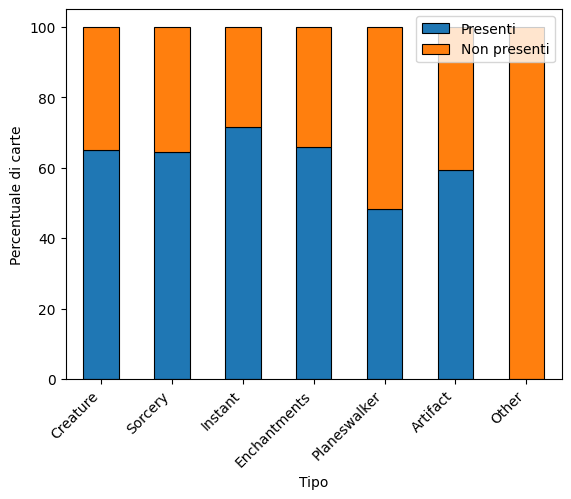 Presenti
Non presenti
Percentuale di carte
100
80
60
40
20
0
Creature
Sorcery
Instant
Enchantments
Planeswalker
Artifact
Other
Tipo